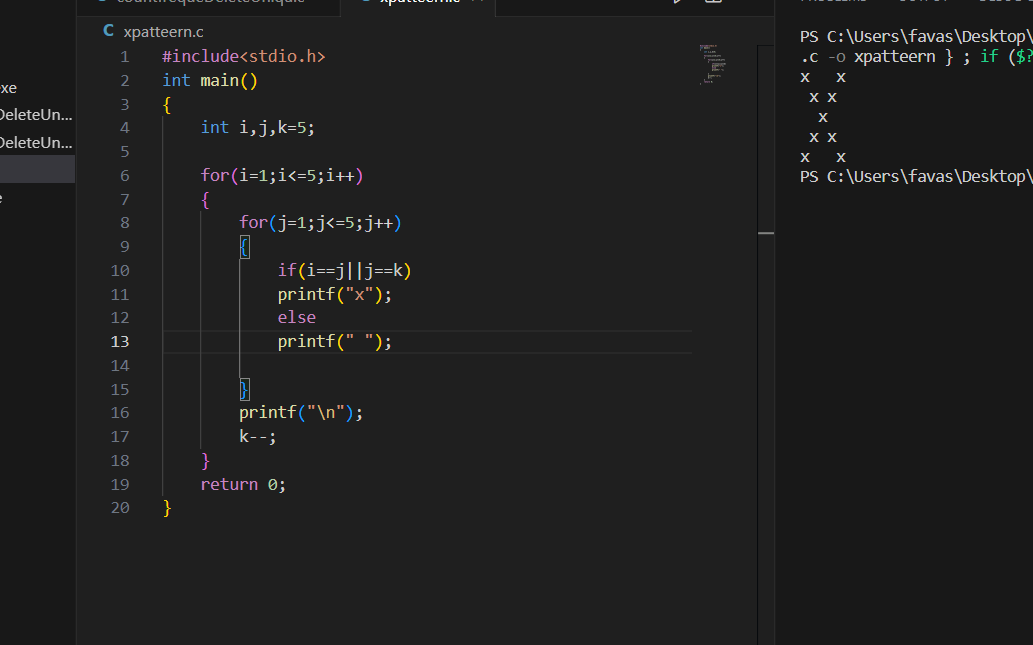 xpatteern.c
C xpatteern.c
xe
DeleteUn...
DeleteUn...
1 #include<stdio.h>
2 int main()
3 {
4 int i,j,k=5;
5
6 for(i=1;i<=5;i++)
7 {
8 for(j=1;j<=5;j++)
9 {
10 if(i==j||j==k)
11 printf("x");
12 else
13 printf(" ");
14
15 }
16 printf("\n");
17 k--;
18 }
19 return 0;
20 }
PS C:\Users\favas\Desktop\
.c -o xpatteern } ; if ($?
x   x
 x x
  x
 x x
x   x
PS C:\Users\favas\Desktop\